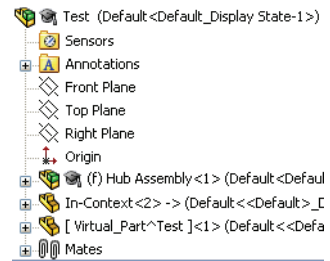 Test (Default<Default_Display State-1>)
Sensors
A Annotations
Front Plane
Top Plane
Right Plane
Origin
(f) Hub Assembly<1> (Default<Defaul
In-Context<2> -> (Default<<Default>_D
[ Virtual_Part^Test ]<1> (Default<<Defa
Mates